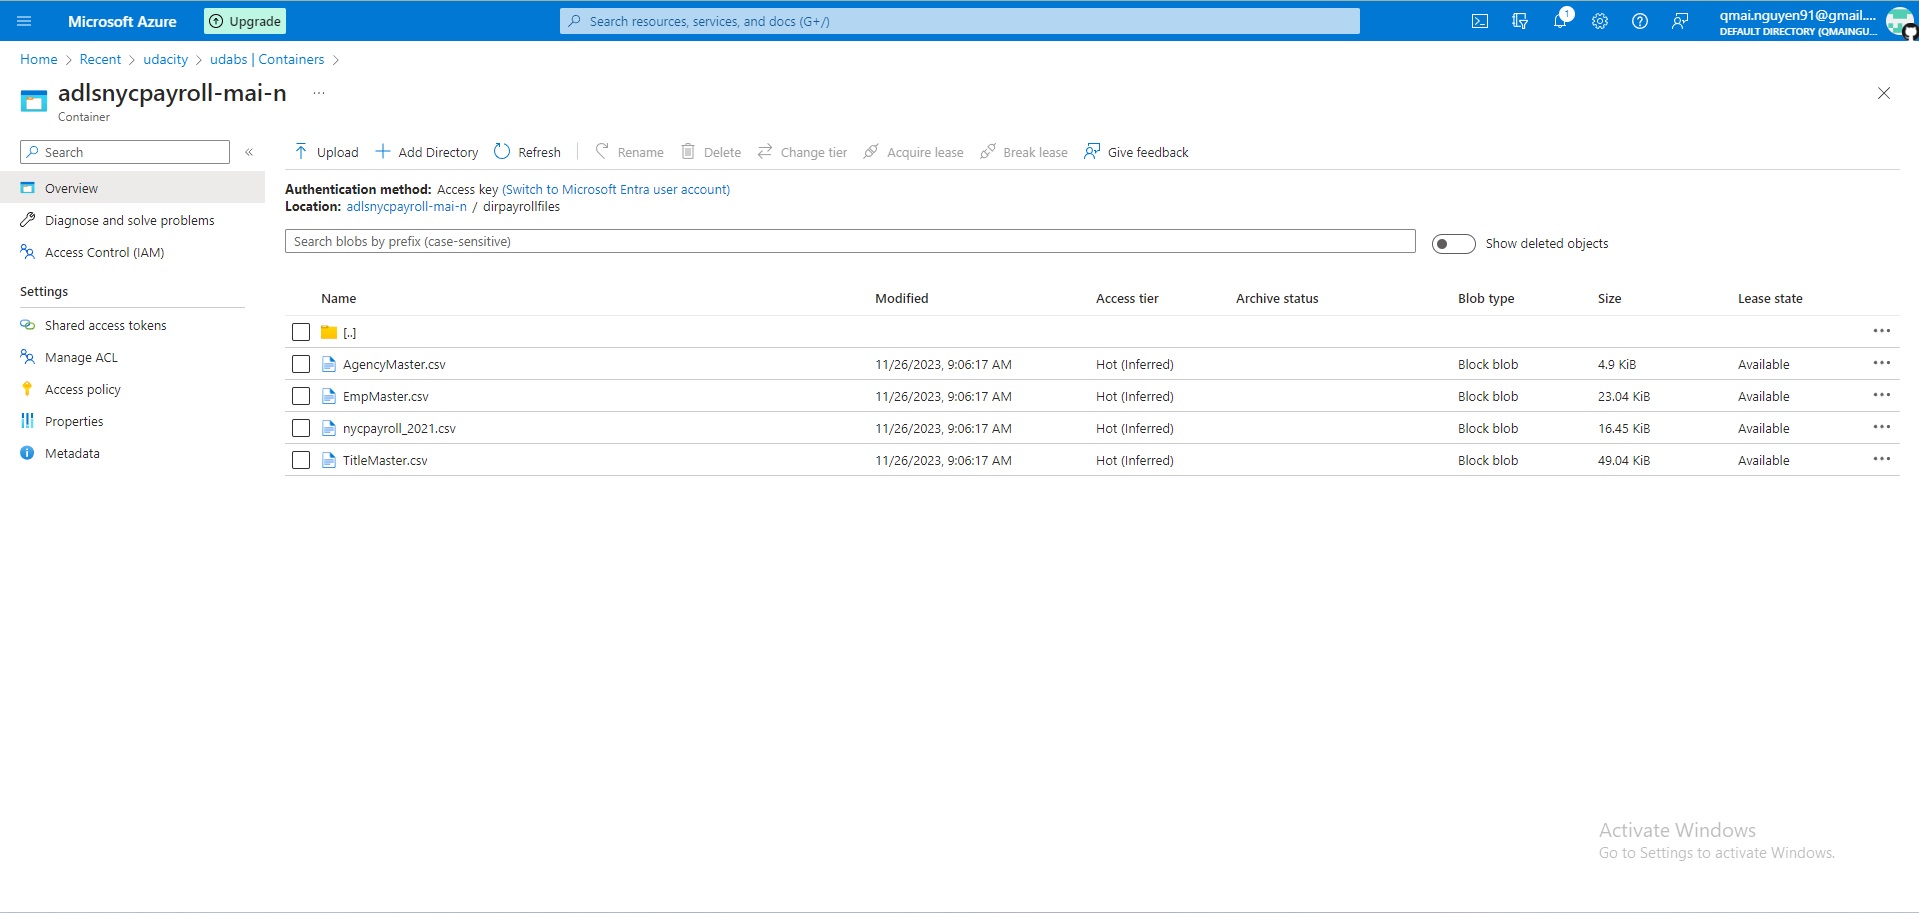 Microsoft Azure Upgrade Search resources, services, and docs (G+/) 1 qmai.nguyen91@gmail....
DEFAULT DIRECTORY (QMAINGU...
Home > Recent > udacity > udabs | Containers >
adlsnycpayroll-mai-n ...
Container
Search « Upload Add Directory Refresh Rename Delete Change tier Acquire lease Break lease Give feedback
Overview
Diagnose and solve problems
Access Control (IAM)
Settings
Shared access tokens
Manage ACL
Access policy
Properties
Metadata
Authentication method: Access key (Switch to Microsoft Entra user account)
Location: adlsnycpayroll-mai-n / dirpayrollfiles
Search blobs by prefix (case-sensitive) Show deleted objects
Name Modified Access tier Archive status Blob type Size Lease state
[..] ...
AgencyMaster.csv 11/26/2023, 9:06:17 AM Hot (Inferred) Block blob 4.9 KiB Available ...
EmpMaster.csv 11/26/2023, 9:06:17 AM Hot (Inferred) Block blob 23.04 KiB Available ...
nycpayroll_2021.csv 11/26/2023, 9:06:17 AM Hot (Inferred) Block blob 16.45 KiB Available ...
TitleMaster.csv 11/26/2023, 9:06:17 AM Hot (Inferred) Block blob 49.04 KiB Available ...
Activate Windows
Go to Settings to activate Windows.